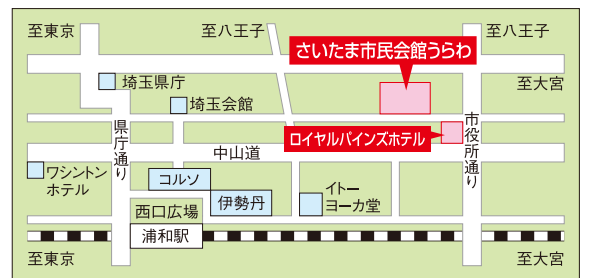 至東京
至八王子
至八王子
さいたま市民会館うらわ
至大宮
埼玉県庁
埼玉会館
県庁通り
市役所通り
ロイヤルパインズホテル
中山道
ワシントン
ホテル
コルソ
伊勢丹
イトー
ヨーカ堂
西口広場
浦和駅
至東京
至大宮